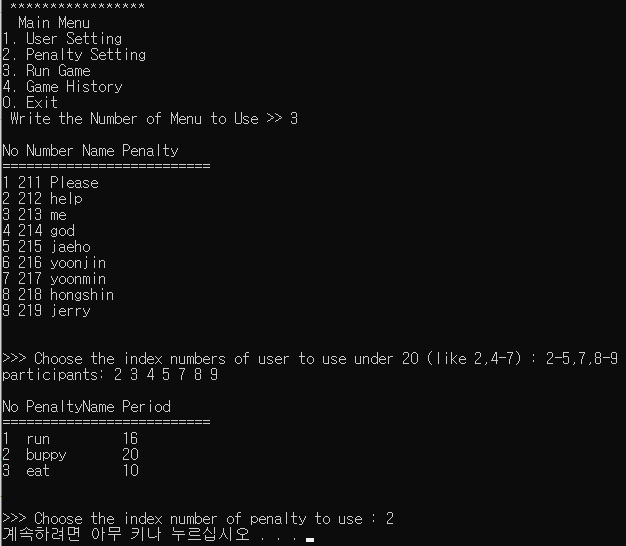 *****************
Main Menu
1. User Setting
2. Penalty Setting
3. Run Game
4. Game History
0. Exit
Write the Number of Menu to Use >> 3
No Number Name Penalty
==========================
1 211 Please
2 212 help
3 213 me
4 214 god
5 215 jaeho
6 216 yoonjin
7 217 yoonmin
8 218 hongshin
9 219 jerry
>>> Choose the index numbers of user to use under 20 (like 2,4-7) : 2-5,7,8-9
participants: 2 3 4 5 7 8 9
No PenaltyName Period
==========================
1 run 16
2 buppy 20
3 eat 10
>>> Choose the index number of penalty to use : 2
계속하려면 아무 키나 누르십시오 . . .